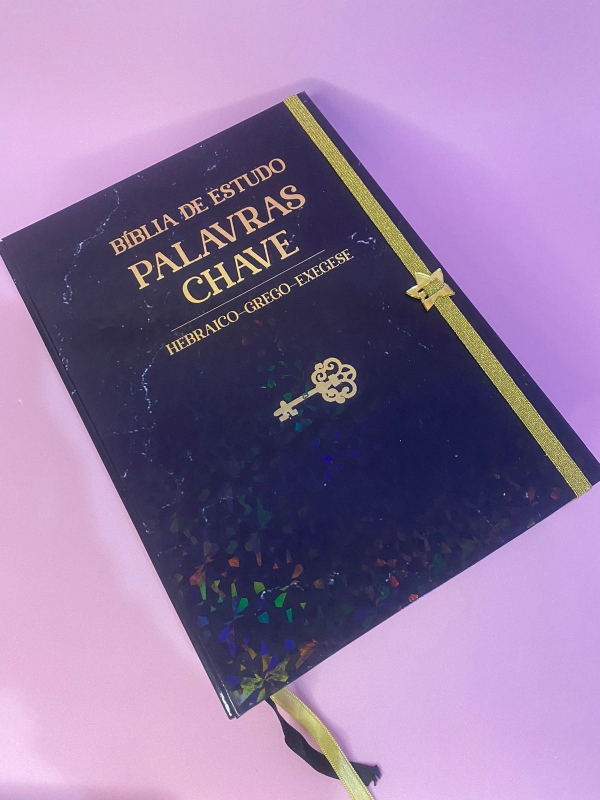 BÍBLIA DE ESTUDO
PALAVRAS
CHAVE
HEBRAICO-GREGO-EXEGESE